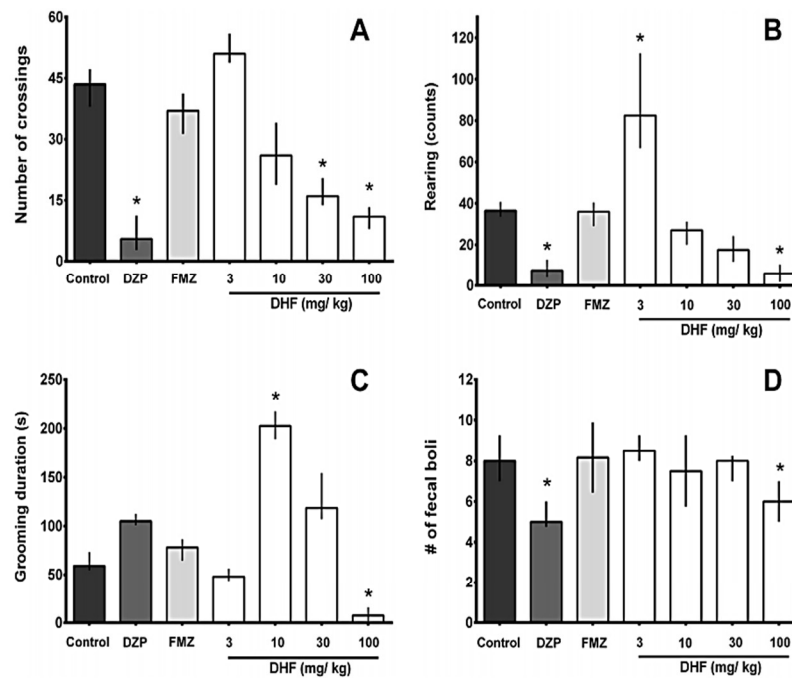 A
Number of crossings
60
45
30
15
0
*
*
*
Control DZP FMZ 3 10 30 100
DHF (mg/ kg)
B
Rearing (counts)
120
100
80
60
40
20
0
*
*
*
Control DZP FMZ 3 10 30 100
DHF (mg/ kg)
C
Grooming duration (s)
250
200
150
100
50
0
*
*
Control DZP FMZ 3 10 30 100
DHF (mg/ kg)
D
# of fecal boli
12
10
8
6
4
2
0
*
*
Control DZP FMZ 3 10 30 100
DHF (mg/ kg)